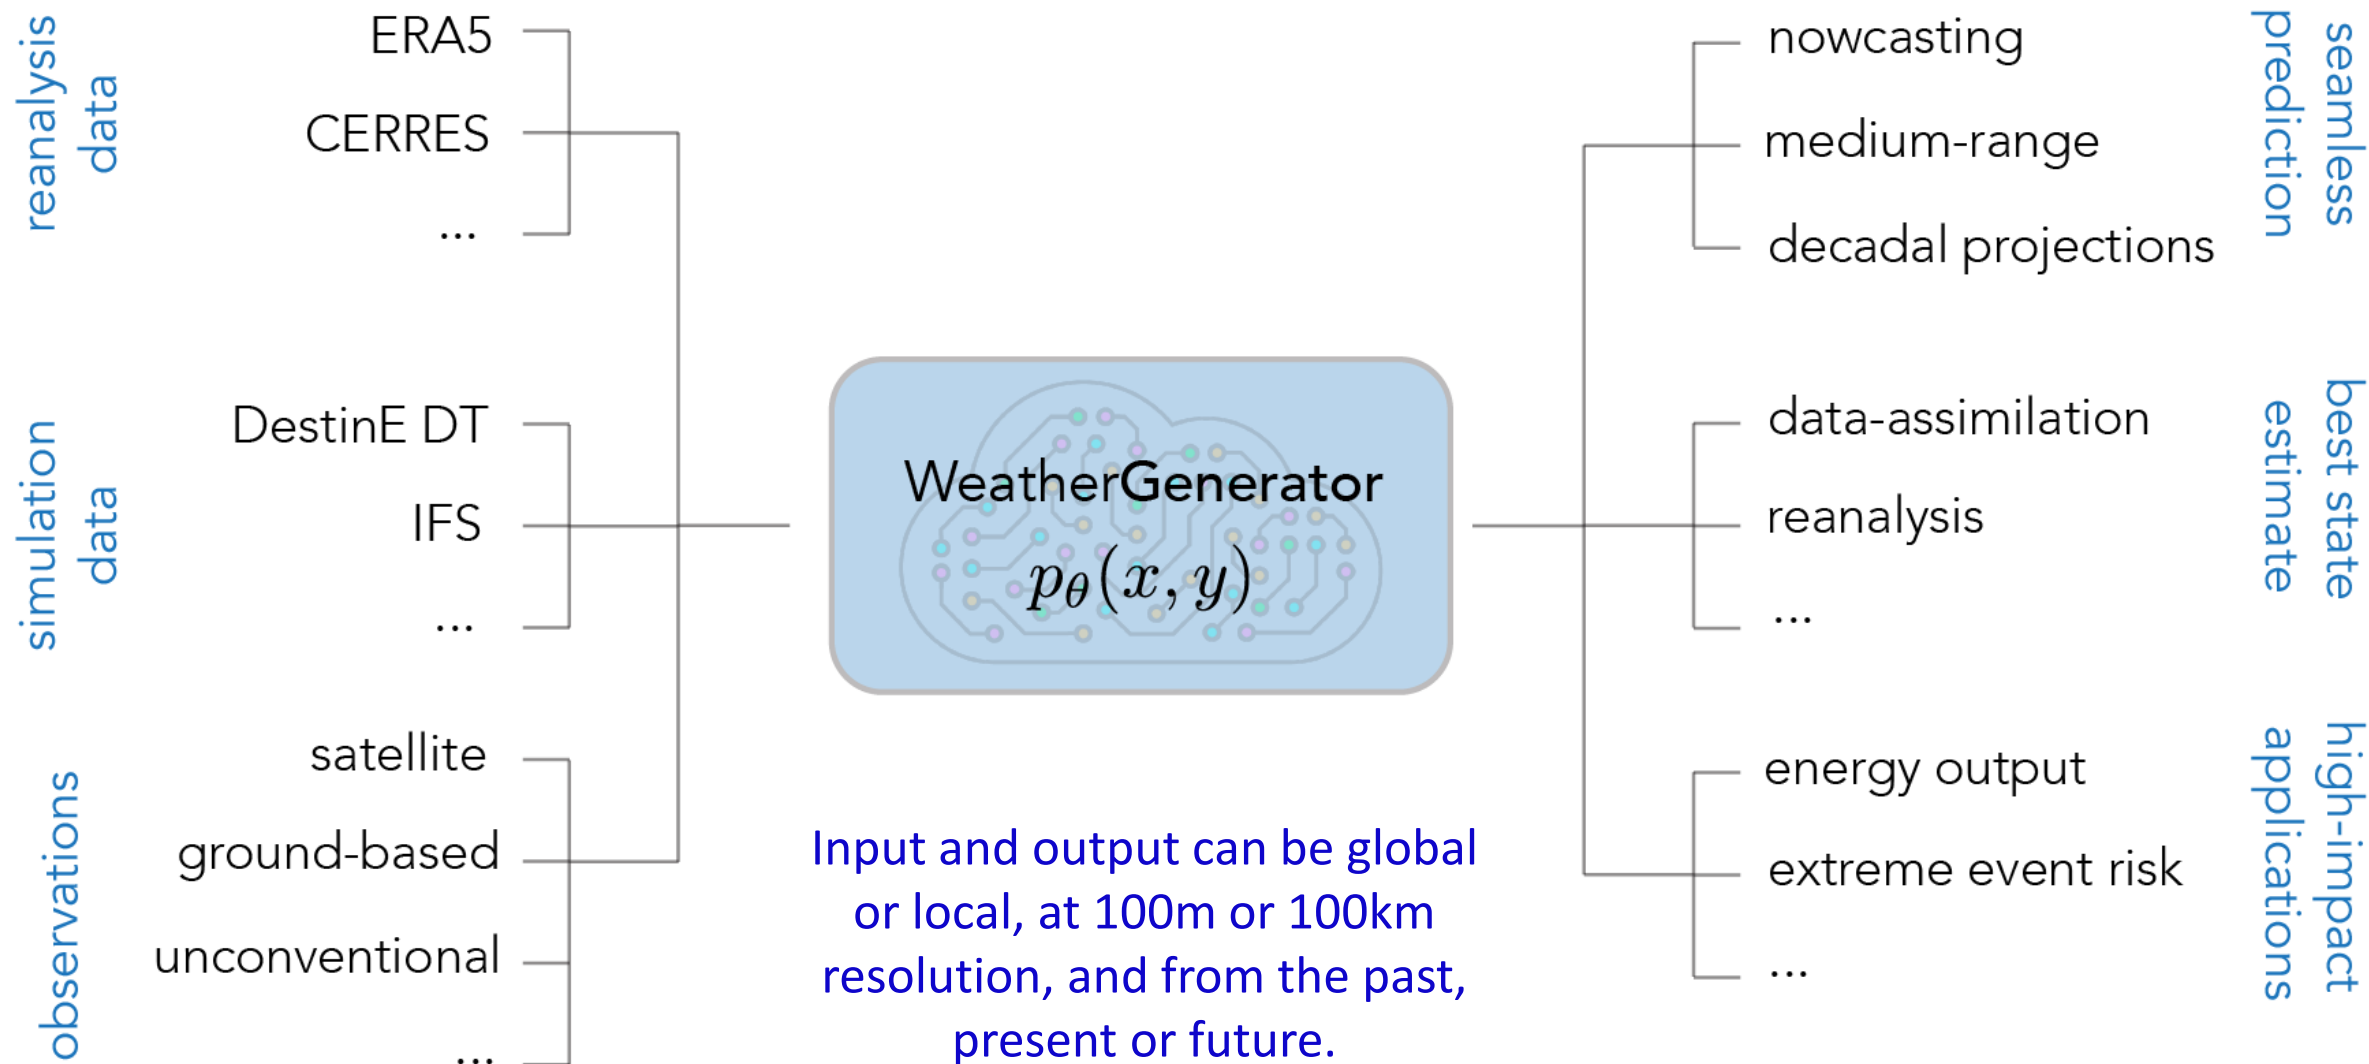 reanalysis
data
ERA5
CERRES
...
simulation
data
DestinE DT
IFS
...
observations
satellite
ground-based
unconventional
...
WeatherGenerator
pθ(x, y)
Input and output can be global
or local, at 100m or 100km
resolution, and from the past,
present or future.
nowcasting
medium-range
decadal projections
seamless
prediction
data-assimilation
reanalysis
...
best state
estimate
energy output
extreme event risk
...
high-impact
applications